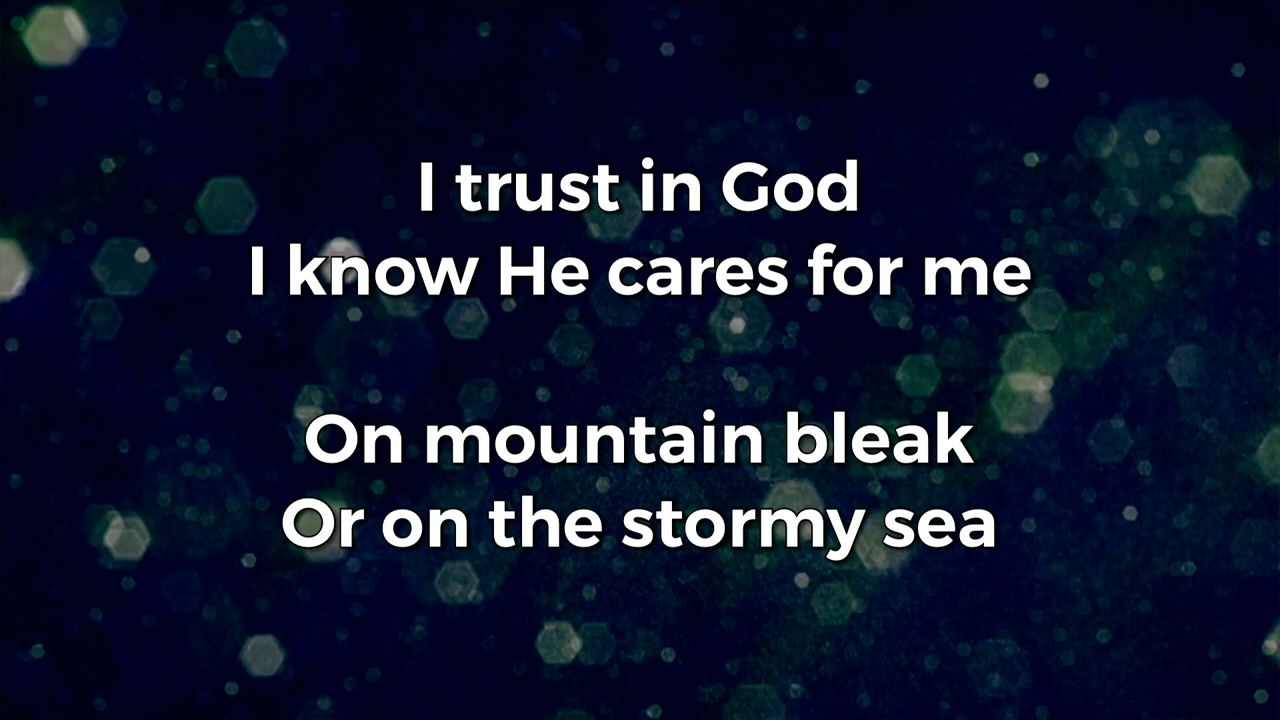 I trust in God
I know He cares for me
On mountain bleak
Or on the stormy sea